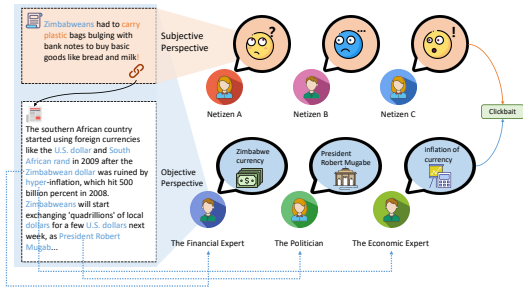 Zimbabweans had to carry
plastic bags bulging with
bank notes to buy basic
goods like bread and milk!
Subjective
Perspective
?
...
!
Netizen A
Netizen B
Netizen C
Clickbait
The southern African country
started using foreign currencies
like the U.S. dollar and South
African rand in 2009 after the
Zimbabwean dollar was ruined by
hyper-inflation, which hit 500
billion percent in 2008.
Zimbabweans will start
exchanging 'quadrillions' of local
dollars for a few U.S. dollars next
week, as President Robert
Mugab...
Objective
Perspective
Zimbabwe
currency
President
Robert Mugabe
inflation of
currency
The Financial Expert
The Politician
The Economic Expert